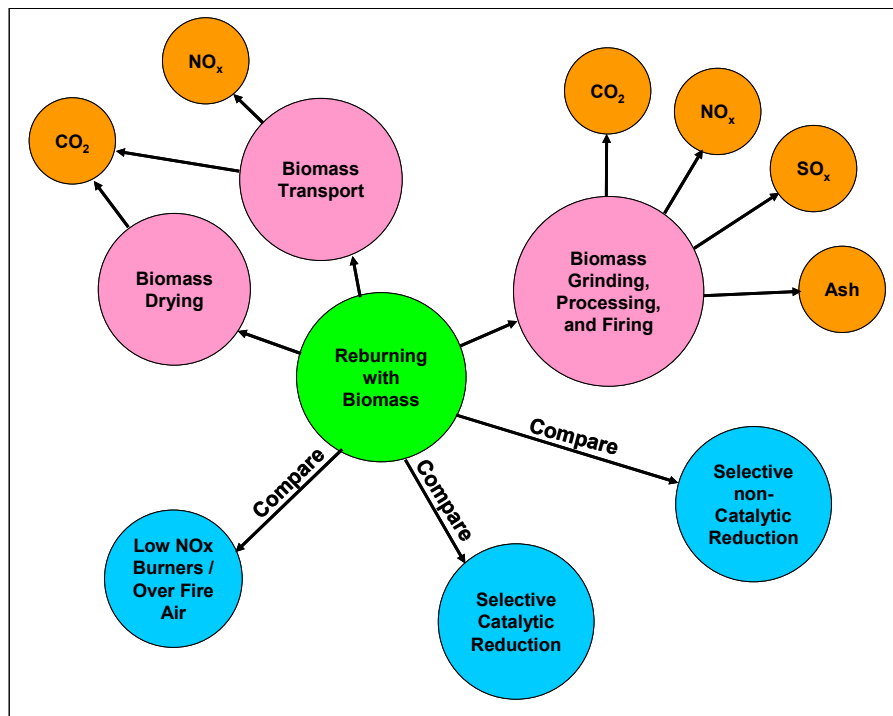 NOₓ
CO₂
Biomass
Transport
Biomass
Drying
CO₂
NOₓ
SOₓ
Ash
Biomass
Grinding,
Processing,
and Firing
Reburning
with
Biomass
Compare
Compare
Compare
Low NOx
Burners /
Over Fire
Air
Selective
Catalytic
Reduction
Selective
non-
Catalytic
Reduction